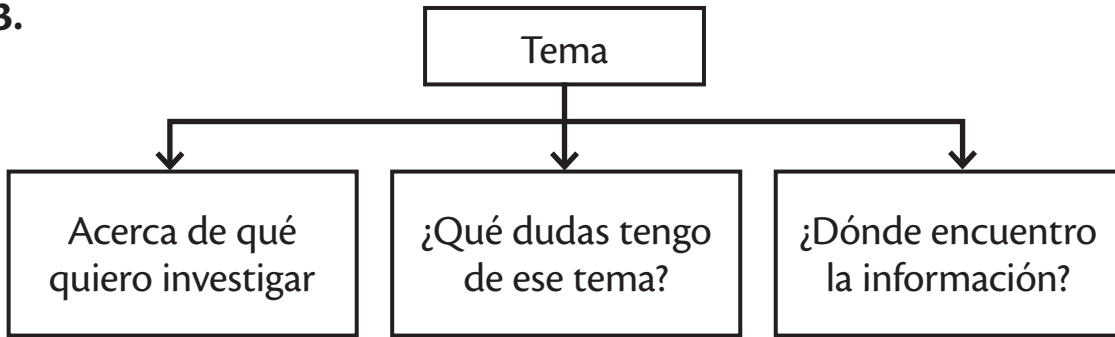 3.
Tema
Acerca de qué
quiero investigar
¿Qué dudas tengo
de ese tema?
¿Dónde encuentro
la información?